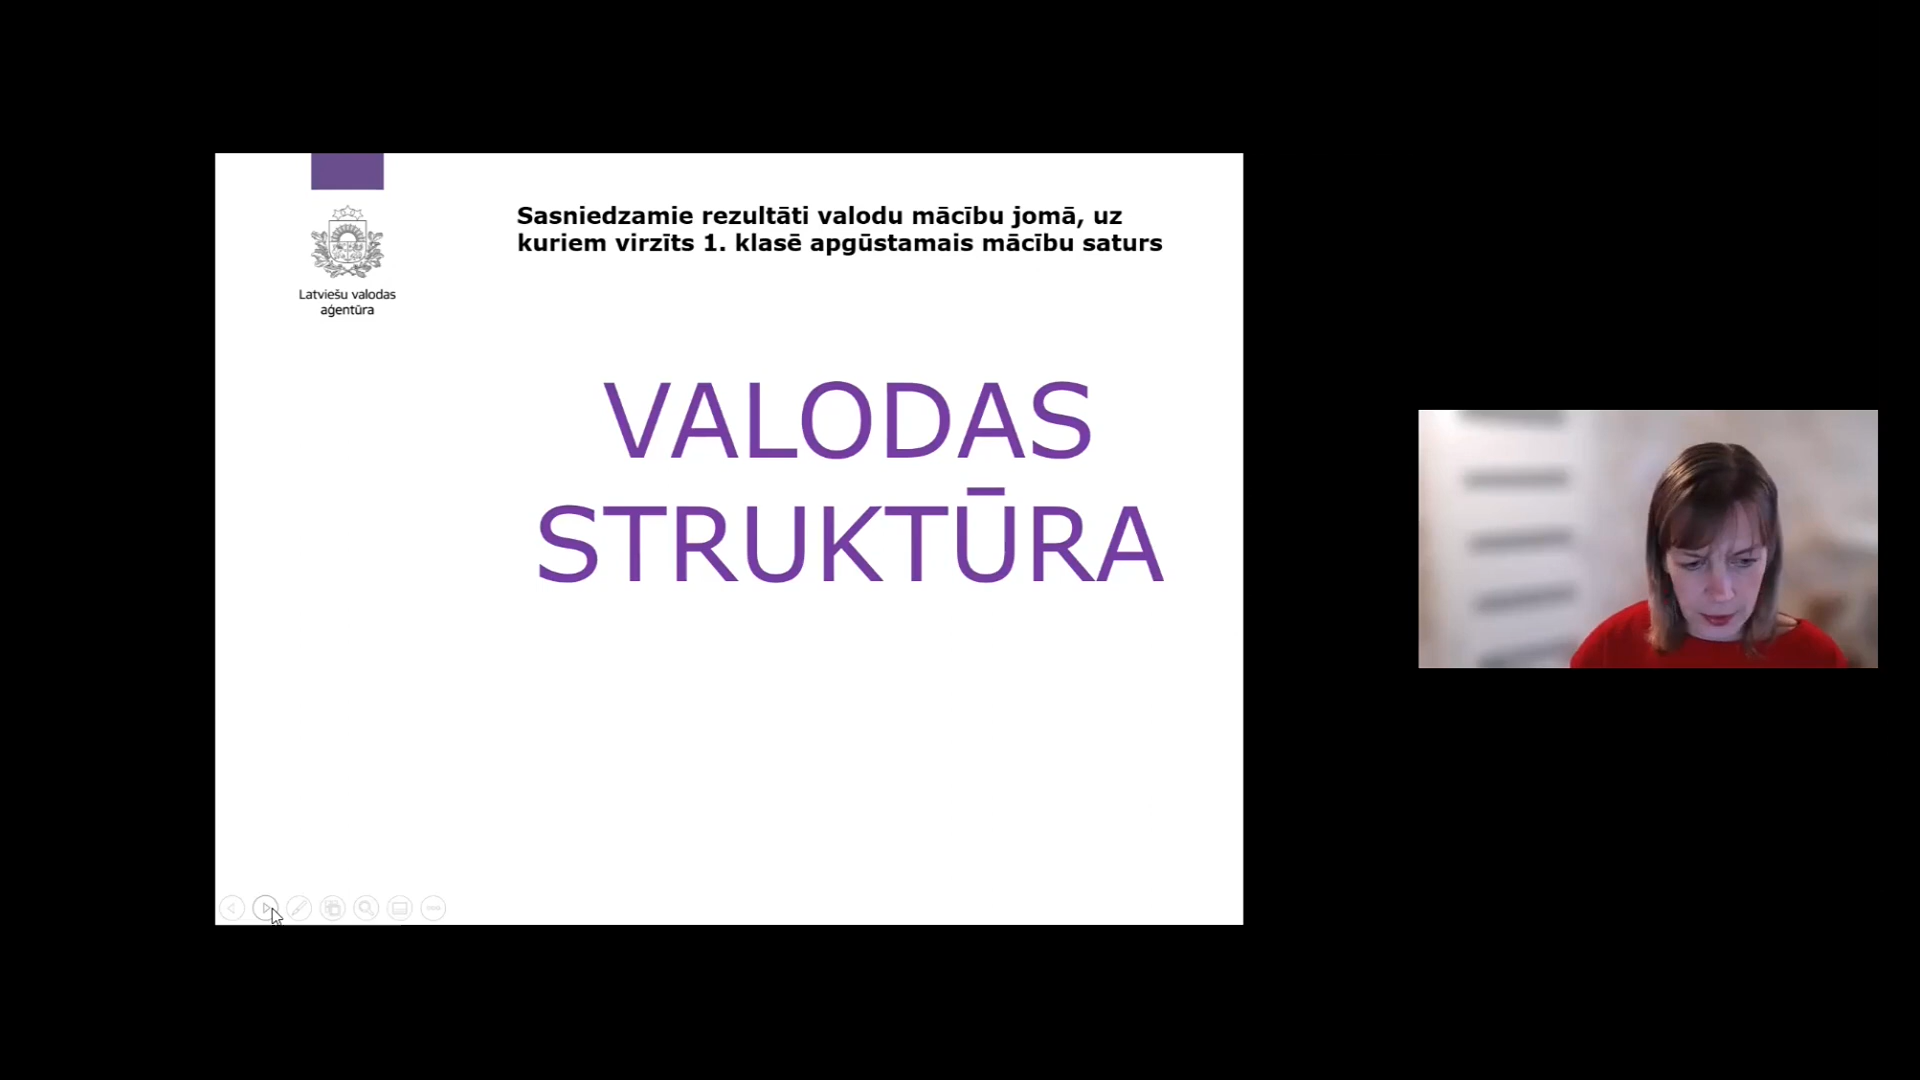 Latviešu valodas
aģentūra
Sasniedzamie rezultāti valodu mācību jomā, uz
kuriem virzīts 1. klasē apgūstamais mācību saturs
VALODAS
STRUKTŪRA